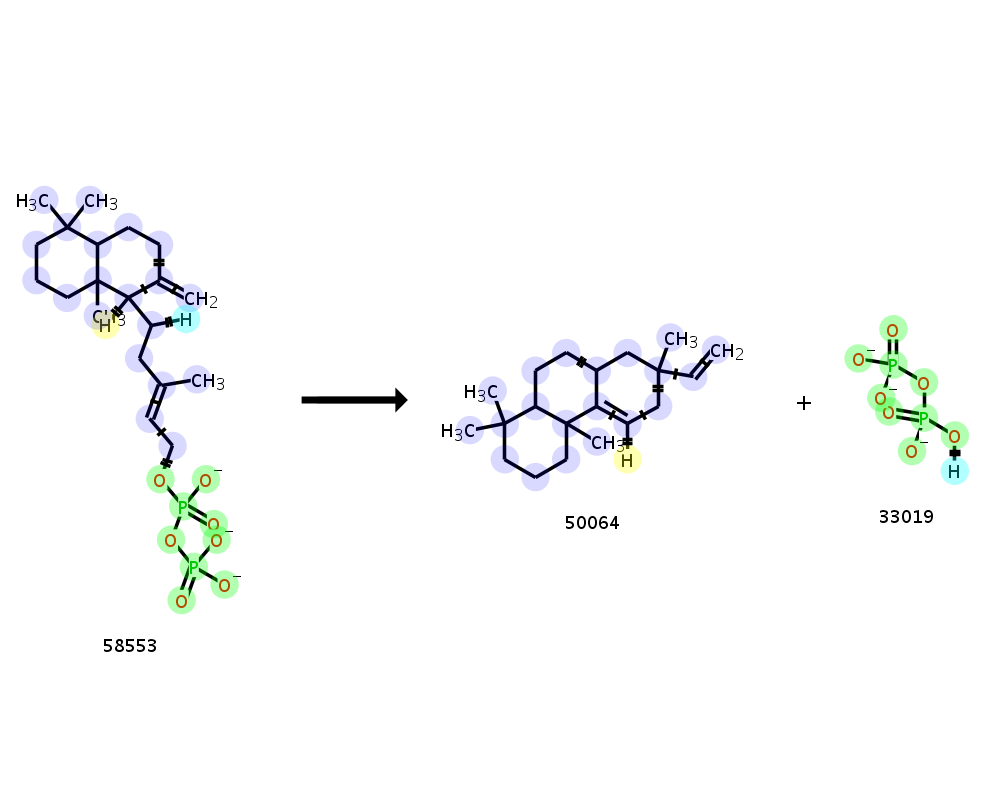 H₃C CH₃
CH₂
CH₃ H
H
CH₃
O O⁻
P
O
O O⁻
P
O⁻
O
58553
CH₃
CH₂
H₃C
H₃C
CH₃
H
50064
+
O
O⁻ P
O
O⁻
O P
O
O⁻
H
33019